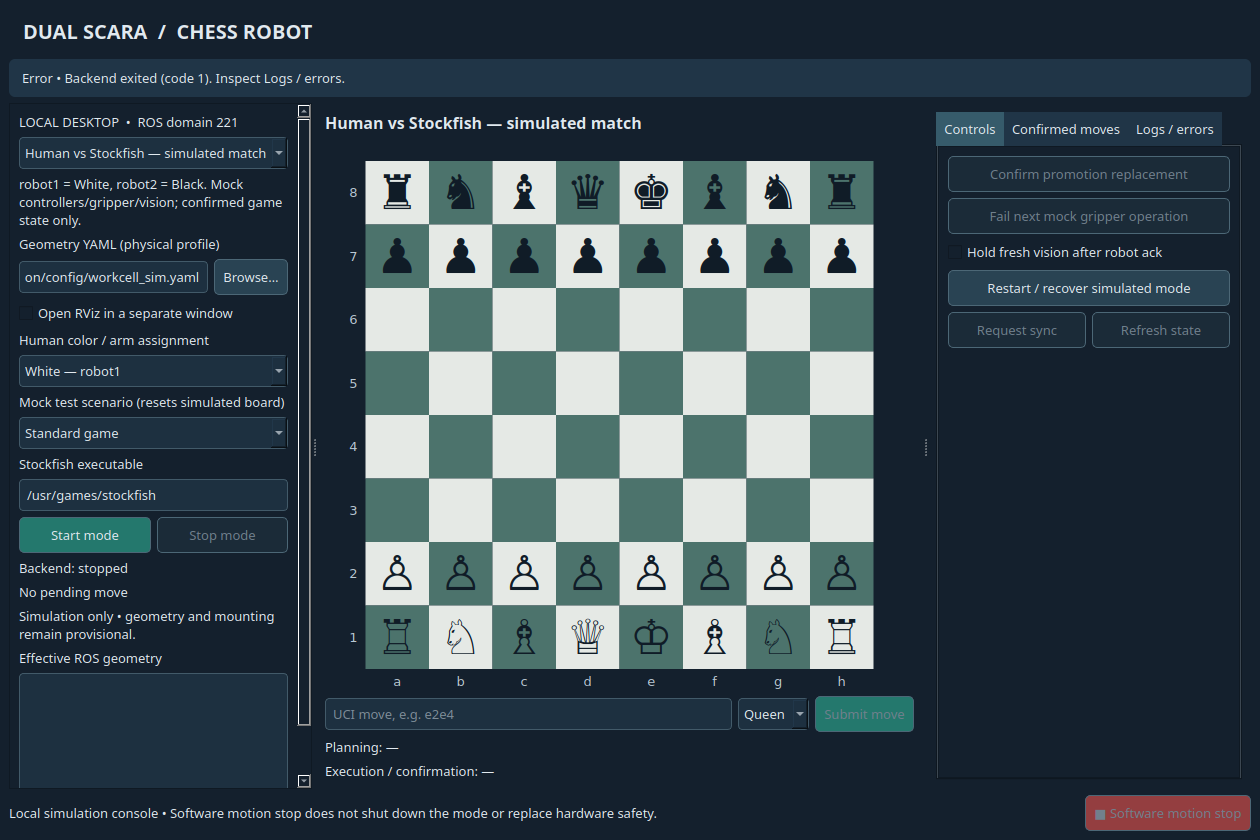 DUAL SCARA / CHESS ROBOT
Error • Backend exited (code 1). Inspect Logs / errors.
LOCAL DESKTOP • ROS domain 221
Human vs Stockfish — simulated match
robot1 = White, robot2 = Black. Mock
controllers/gripper/vision; confirmed game
state only.
Geometry YAML (physical profile)
on/config/workcell_sim.yaml
Browse...
Open RViz in a separate window
Human color / arm assignment
White — robot1
Mock test scenario (resets simulated board)
Standard game
Stockfish executable
/usr/games/stockfish
Start mode
Stop mode
Backend: stopped
No pending move
Simulation only • geometry and mounting
remain provisional.
Effective ROS geometry
Human vs Stockfish — simulated match
8
7
6
5
4
3
2
1
a b c d e f g h
UCI move, e.g. e2e4
Queen
Submit move
Planning: —
Execution / confirmation: —
Controls
Confirmed moves
Logs / errors
Confirm promotion replacement
Fail next mock gripper operation
Hold fresh vision after robot ack
Restart / recover simulated mode
Request sync
Refresh state
Local simulation console • Software motion stop does not shut down the mode or replace hardware safety.
■ Software motion stop